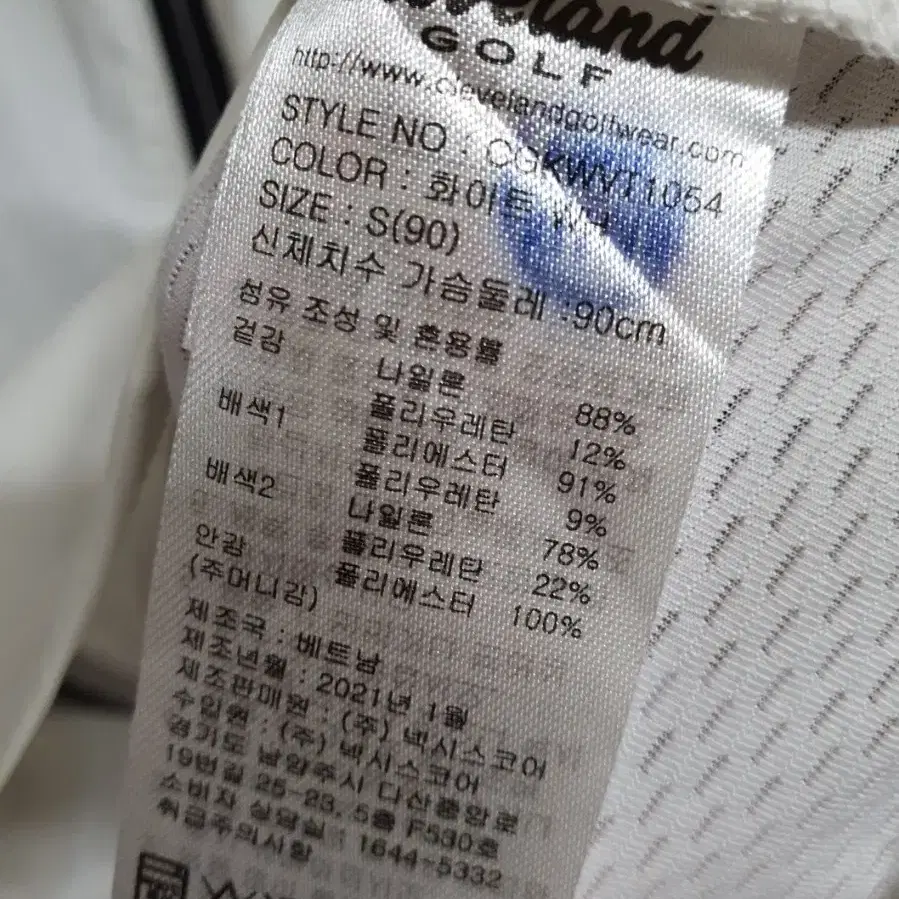 Cleveland
GOLF
http://www.clevelandgolfwear.com
STYLE NO : CGKWVT1054
COLOR : 화이트 WH
SIZE : S(90)
신체치수 가슴둘레 :90cm
섬유 조성 및 혼용률
겉감 나일론 88%
폴리우레탄 12%
배색1 폴리에스터 91%
폴리우레탄 9%
배색2 나일론 78%
폴리우레탄 22%
안감 폴리에스터 100%
(주머니감)
제조국 : 베트남
제조년월 : 2021년 1월
제조판매원 : (주) 넥시스코어
수입원 : (주) 넥시스코어
경기도 남양주시 다산중앙로
19번길 25-23, 5층 F530호
소비자 상담실 : 1644-5332
취급주의사항